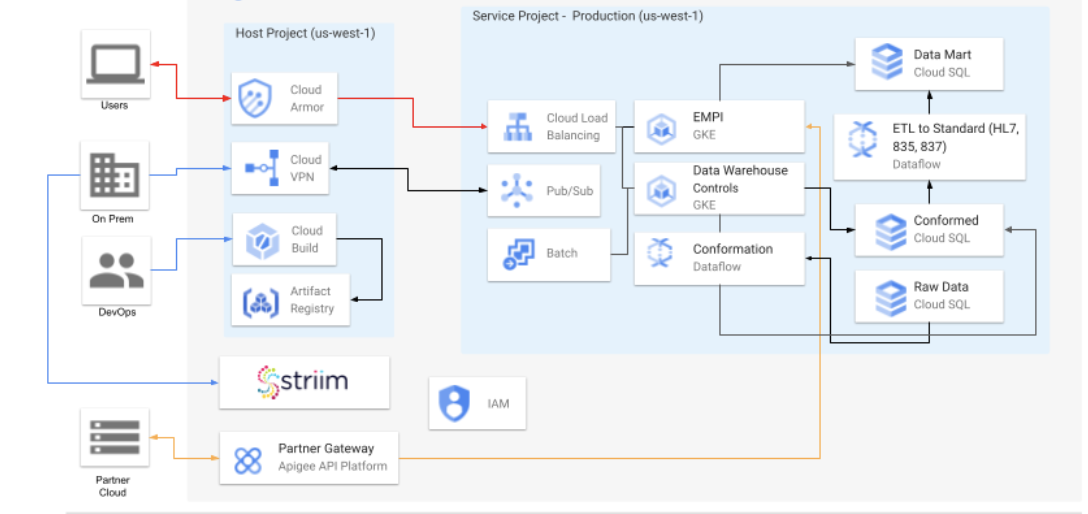 Service Project - Production (us-west-1)
Host Project (us-west-1)
Users
Cloud
Armor
Cloud Load
Balancing
EMPI
GKE
Data Mart
Cloud SQL
ETL to Standard (HL7,
835, 837)
Dataflow
On Prem
Cloud
VPN
Pub/Sub
Data Warehouse
Controls
GKE
Conformed
Cloud SQL
DevOps
Cloud
Build
Batch
Conformation
Dataflow
Raw Data
Cloud SQL
Artifact
Registry
striim
IAM
Partner
Cloud
Partner Gateway
Apigee API Platform